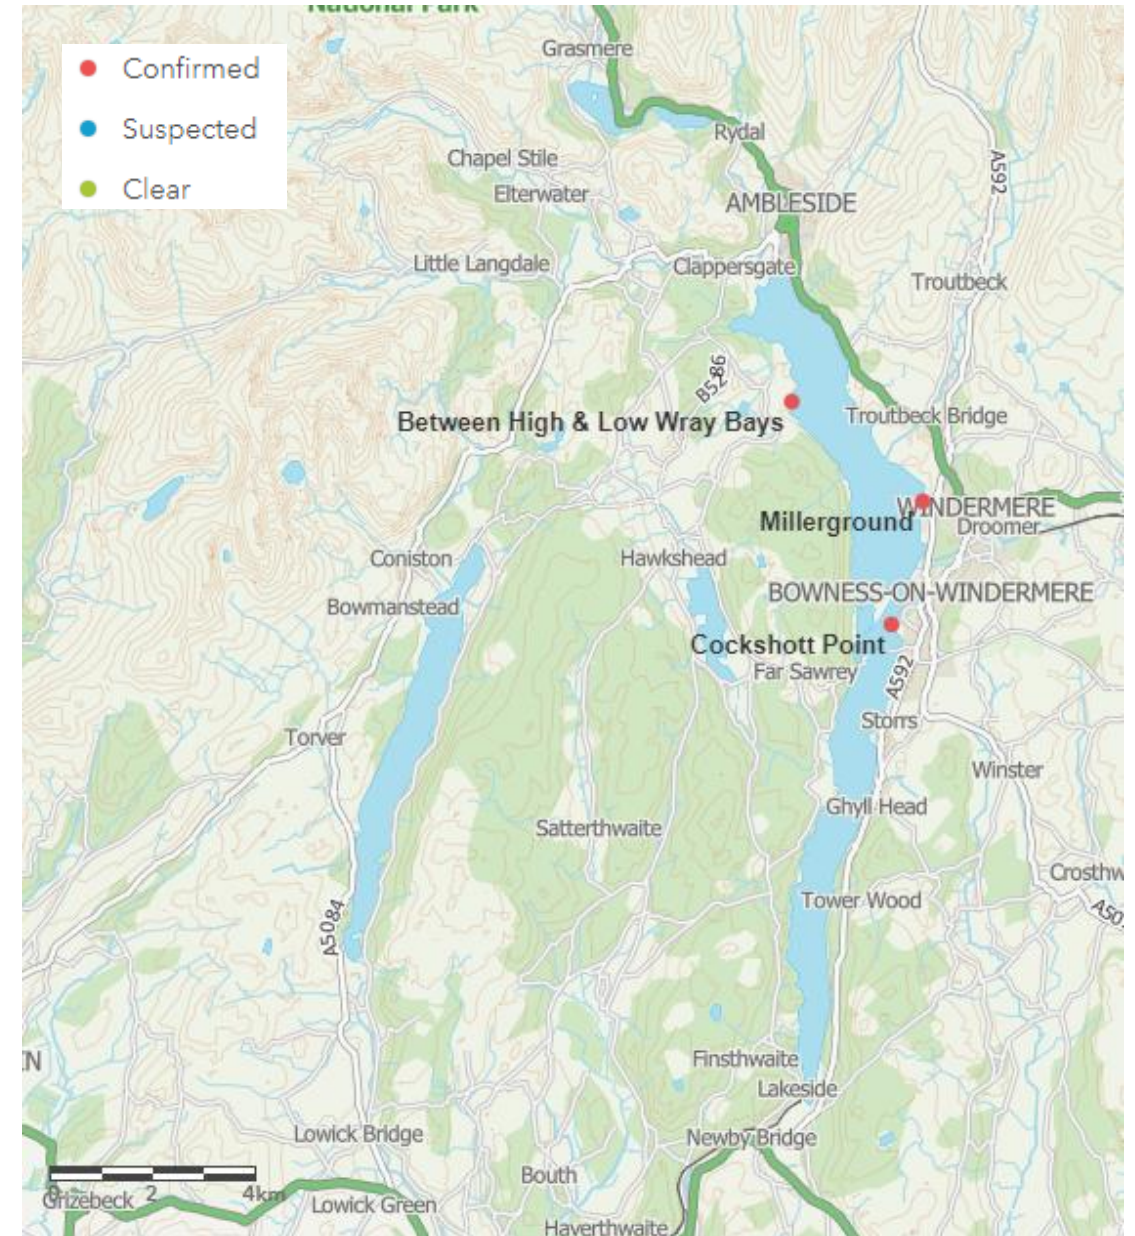 National Park
Confirmed
Suspected
Clear
Grasmere
Rydal
Chapel Stile
Elterwater
AMBLESIDE
A592
Little Langdale
Clappersgate
Troutbeck
B5286
Between High & Low Wray Bays
Troutbeck Bridge
WINDERMERE
Millerground
Droomer
Coniston
Hawkshead
BOWNESS-ON-WINDERMERE
Bowmanstead
Cockshott Point
Far Sawrey
A592
Storrs
Torver
Winster
Ghyll Head
Satterthwaite
Crosthw
Tower Wood
A5084
Finsthwaite
Lakeside
Lowick Bridge
Newby Bridge
Bouth
0 2 4km
Grizebeck
Lowick Green
Haverthwaite